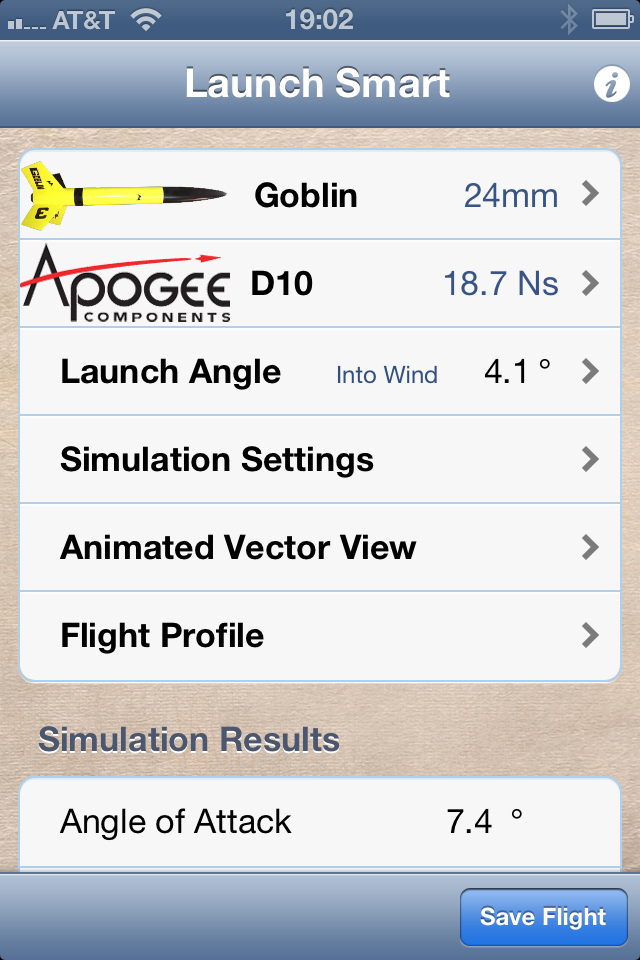 AT&T 19:02
Launch Smart
Goblin 24mm
APOGEE COMPONENTS D10 18.7 Ns
Launch Angle Into Wind 4.1 °
Simulation Settings
Animated Vector View
Flight Profile
Simulation Results
Angle of Attack 7.4 °
Save Flight